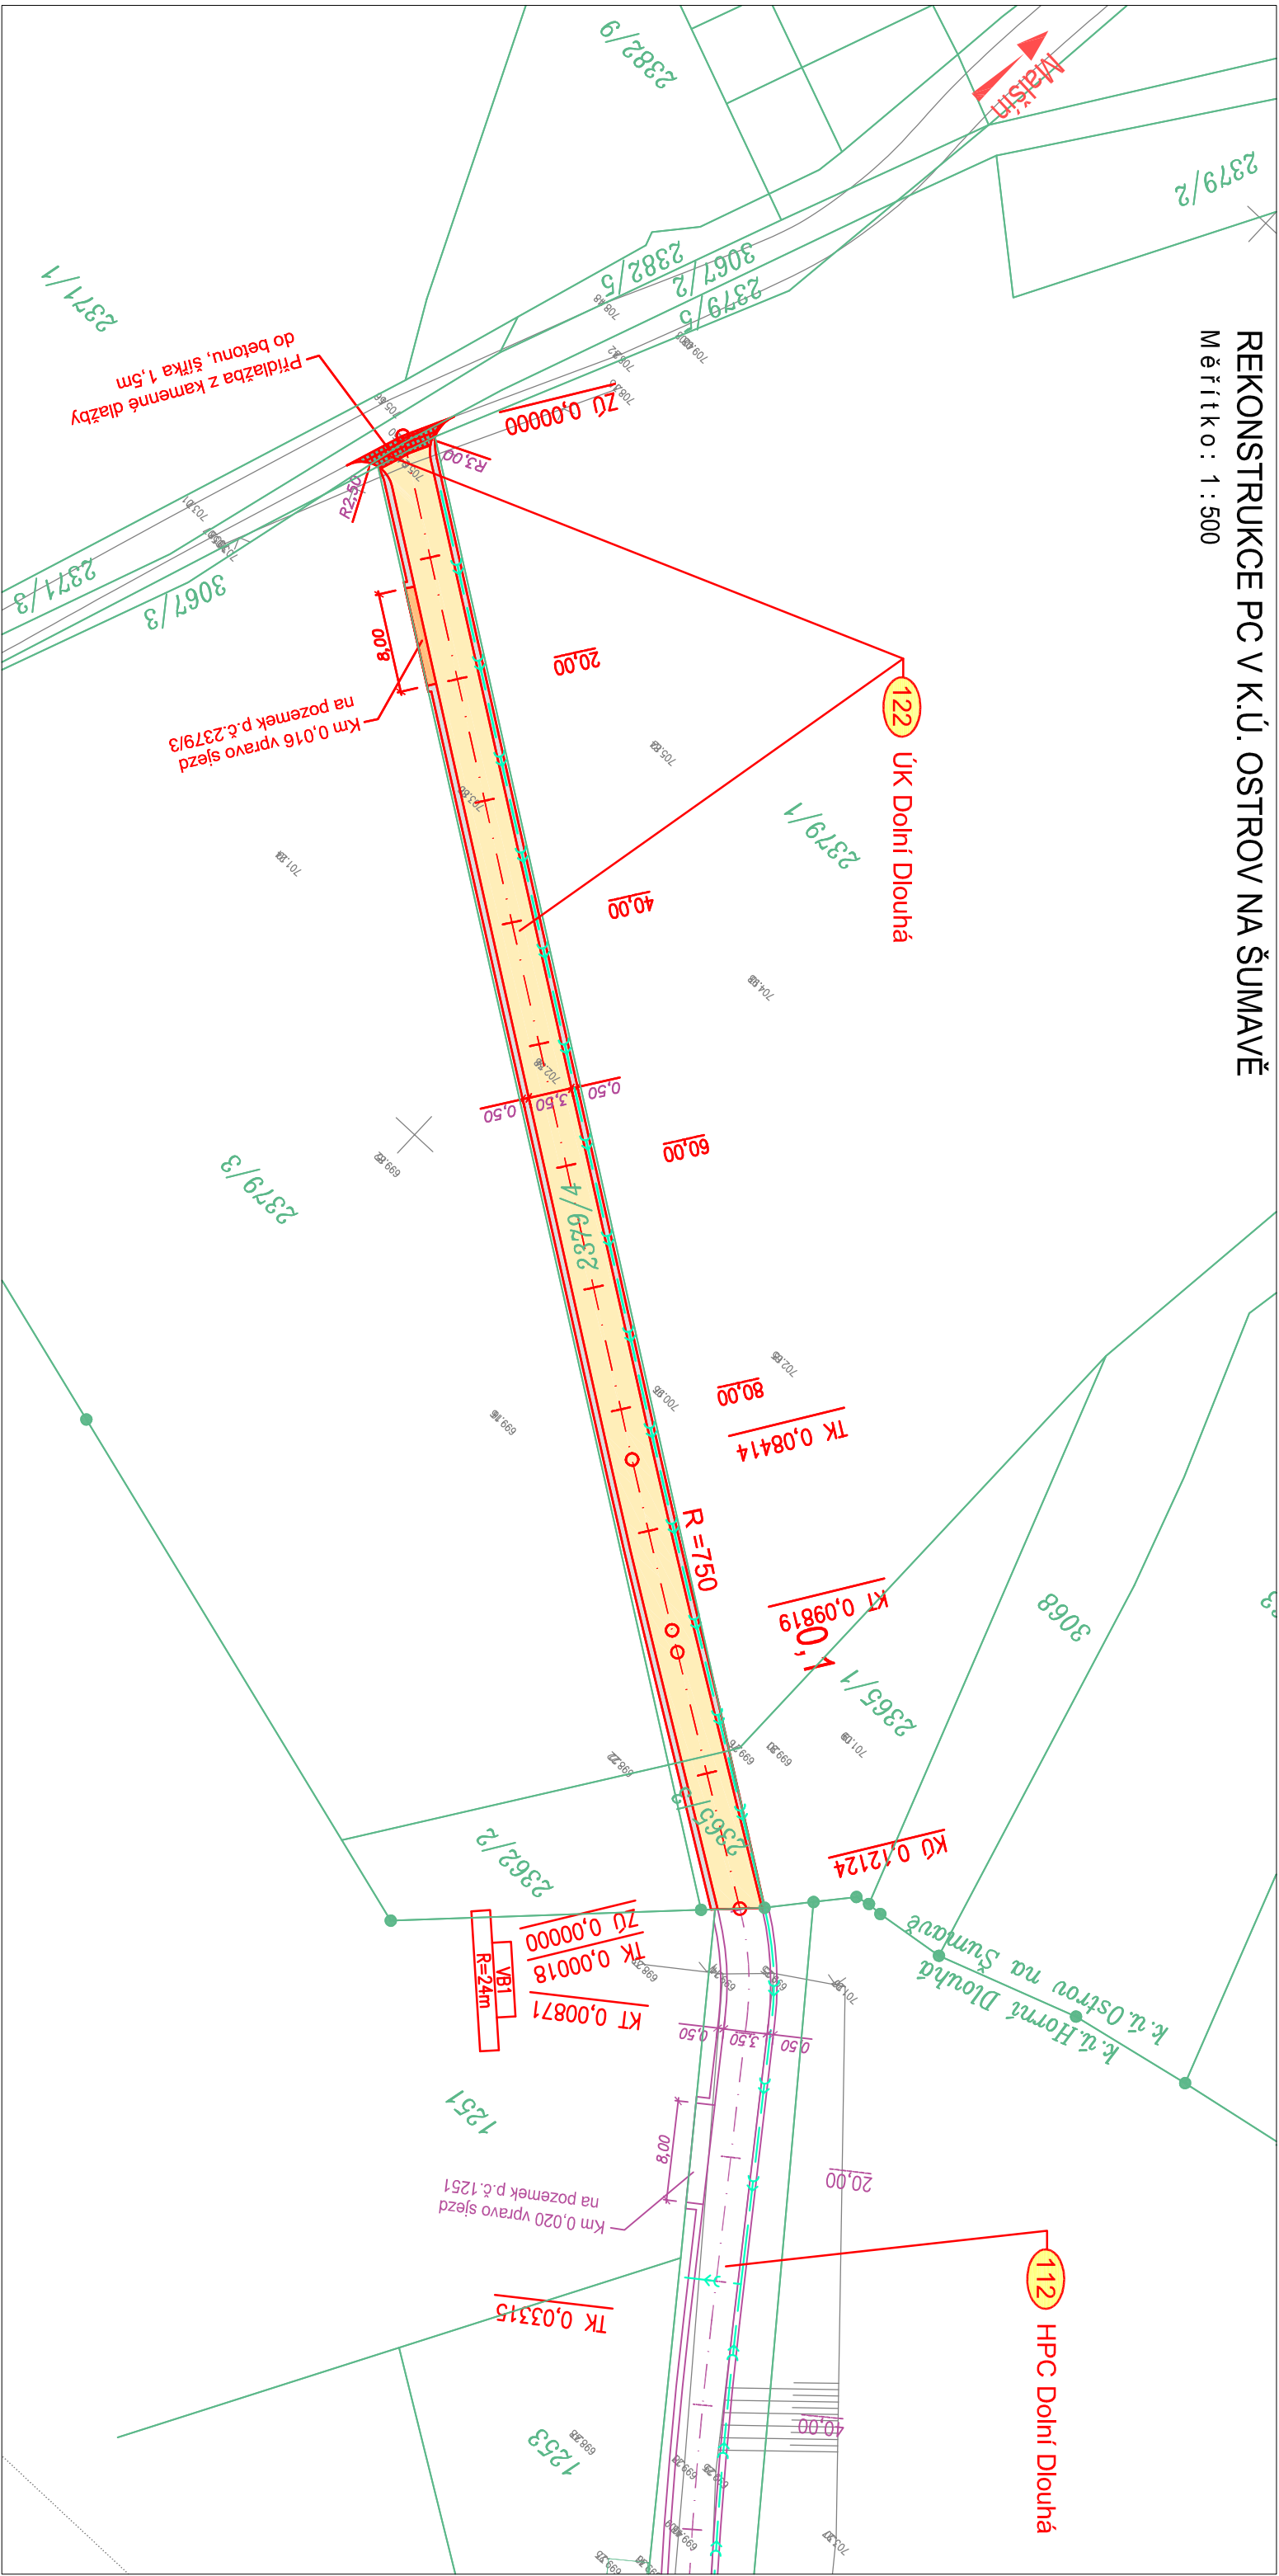 REKONSTRUKCE PC V K.Ú. OSTROV NA ŠUMAVĚ
Měřítko: 1:500
Malšín
2382/9
2379/2
2371/1
2382/5
3067/2
2379/5
708,48
Přídlažba z kamenné dlažby
do betonu, šířka 1,5m
ZÚ 0,00000
R3,00
R2,50
2371/3
3067/3
8,00
Km 0,016 vpravo sjezd
na pozemek p.č.2379/3
20,00
122
ÚK Dolní Dlouhá
2379/1
40,00
0,50
3,50
0,50
60,00
2379/3
2379/4
80,00
TK 0,08414
R =750
KT 0,09819
0,1
2365/1
3068
2365/3
2362/2
698,22
KÚ 0,12124
ZÚ 0,00000
TK 0,00018
KT 0,00871
VB1
R=24m
k.ú.Ostrov na Šumavě
k.ú.Horní Dlouhá
0,50
3,50
0,50
1251
8,00
Km 0,020 vpravo sjezd
na pozemek p.č.1251
20,00
112
HPC Dolní Dlouhá
TK 0,03315
40,00
1253